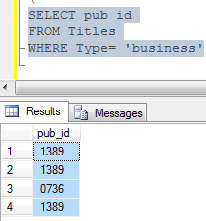 (
SELECT pub id
FROM Titles
WHERE Type= 'business'
Results Messages
pub_id
1 1389
2 1389
3 0736
4 1389